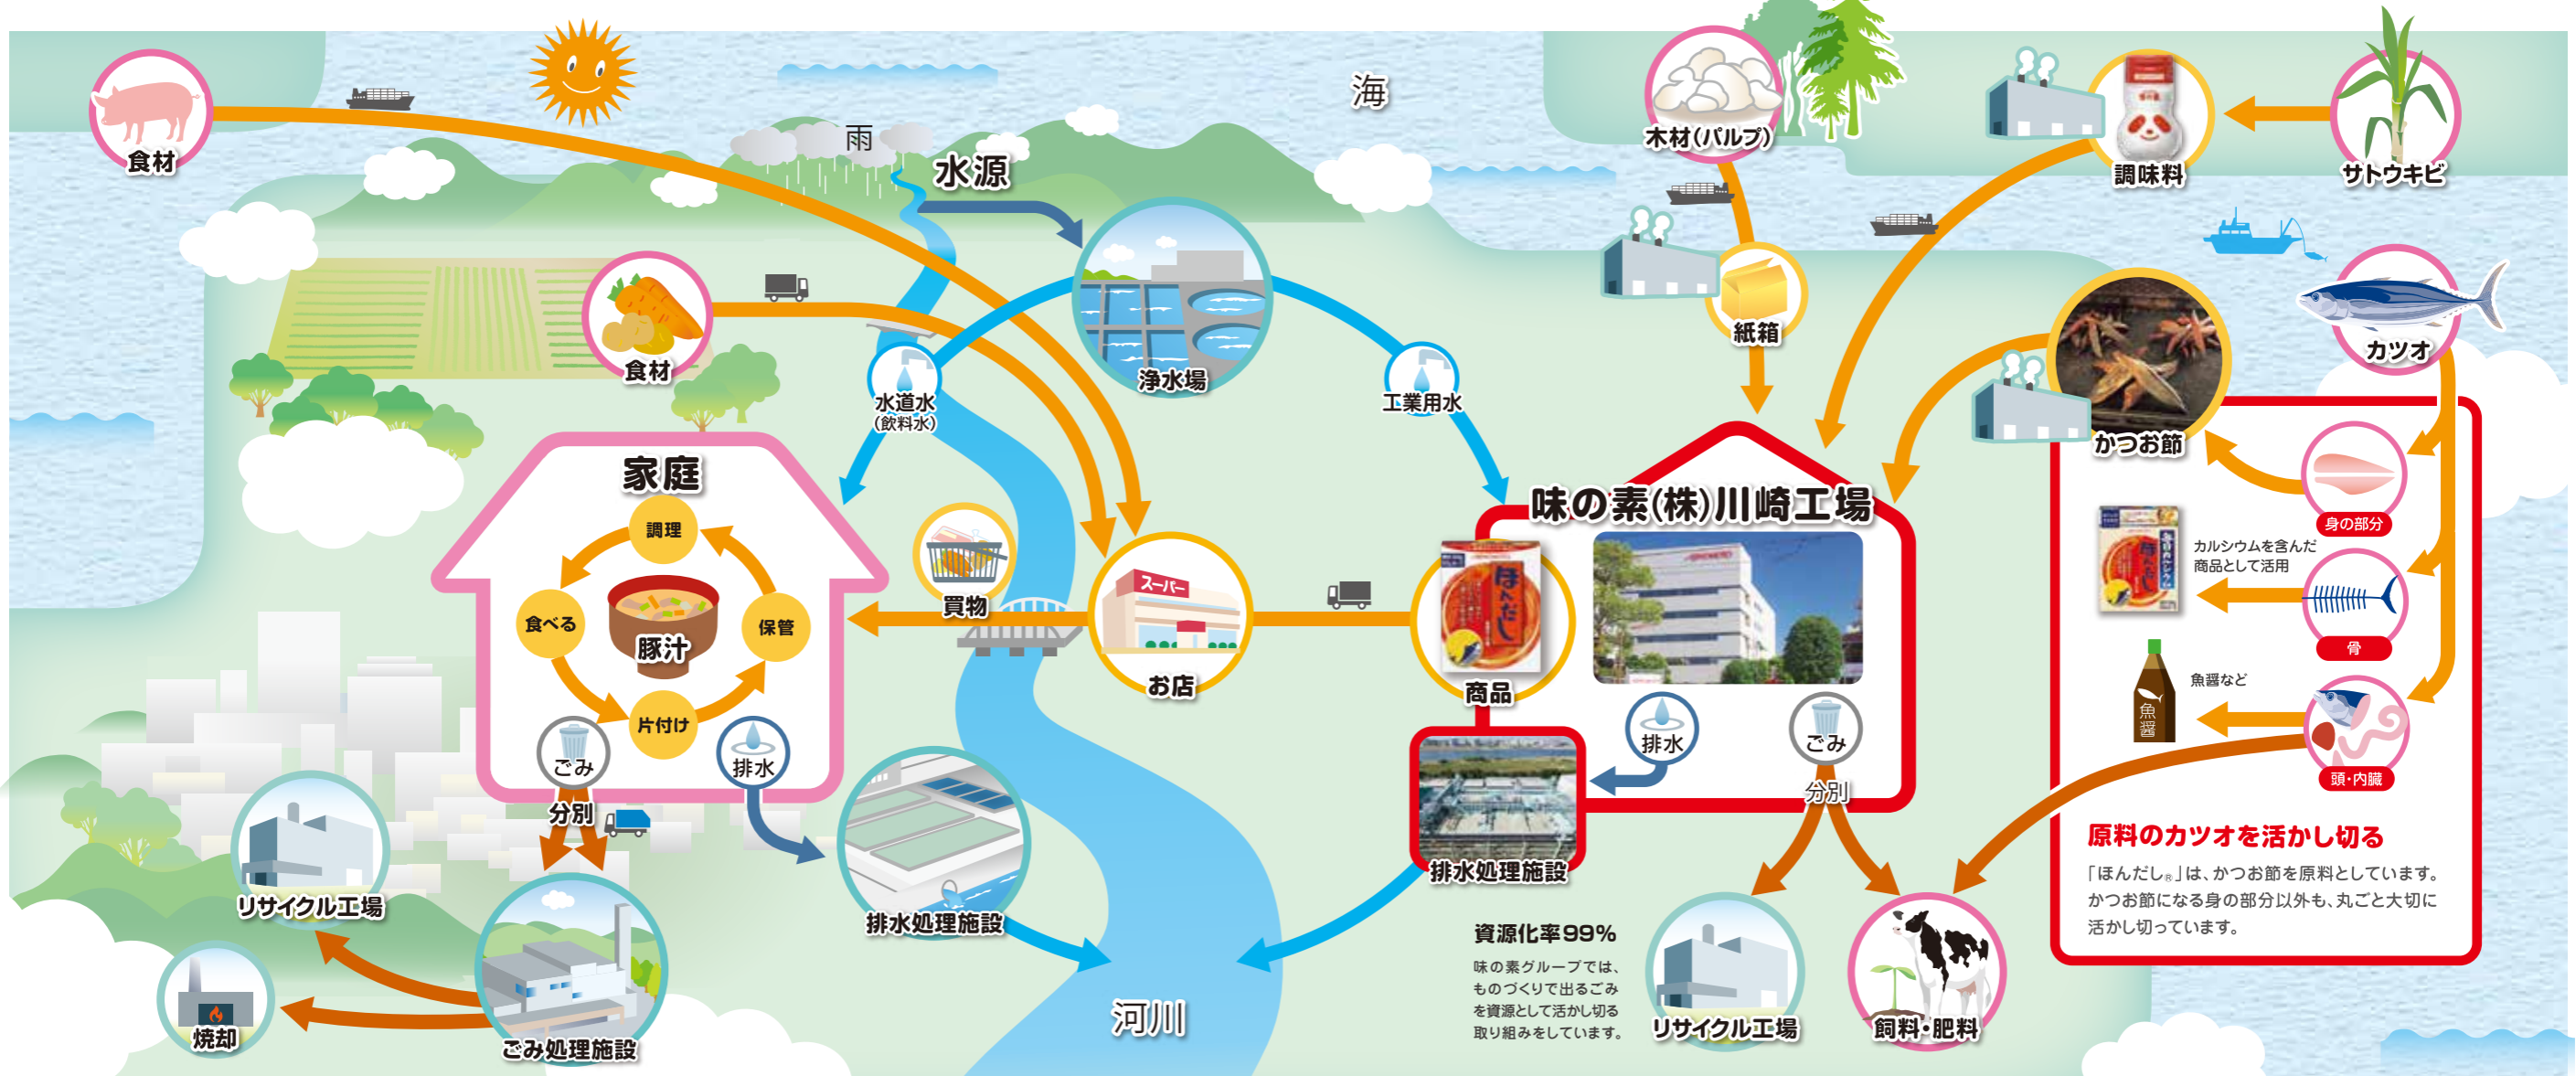 海
雨
水源
食材
木材(パルプ)
調味料
サトウキビ
食材
水道水
(飲料水)
浄水場
工業用水
紙箱
かつお節
カツオ
家庭
調理
食べる
豚汁
保管
片付け
ごみ
排水
分別
買物
スーパー
お店
味の素(株)川崎工場
ほんだし
商品
排水
ごみ
分別
排水処理施設
身の部分
カルシウムを含んだ
商品として活用
ほんだし
骨
魚醤など
魚醤
頭・内臓
原料のカツオを活かし切る
「ほんだし®」は、かつお節を原料としています。
かつお節になる身の部分以外も、丸ごと大切に
活かし切っています。
リサイクル工場
排水処理施設
焼却
ごみ処理施設
河川
資源化率99%
味の素グループでは、
ものづくりで出るごみ
を資源として活かし切る
取り組みをしています。
リサイクル工場
飼料・肥料